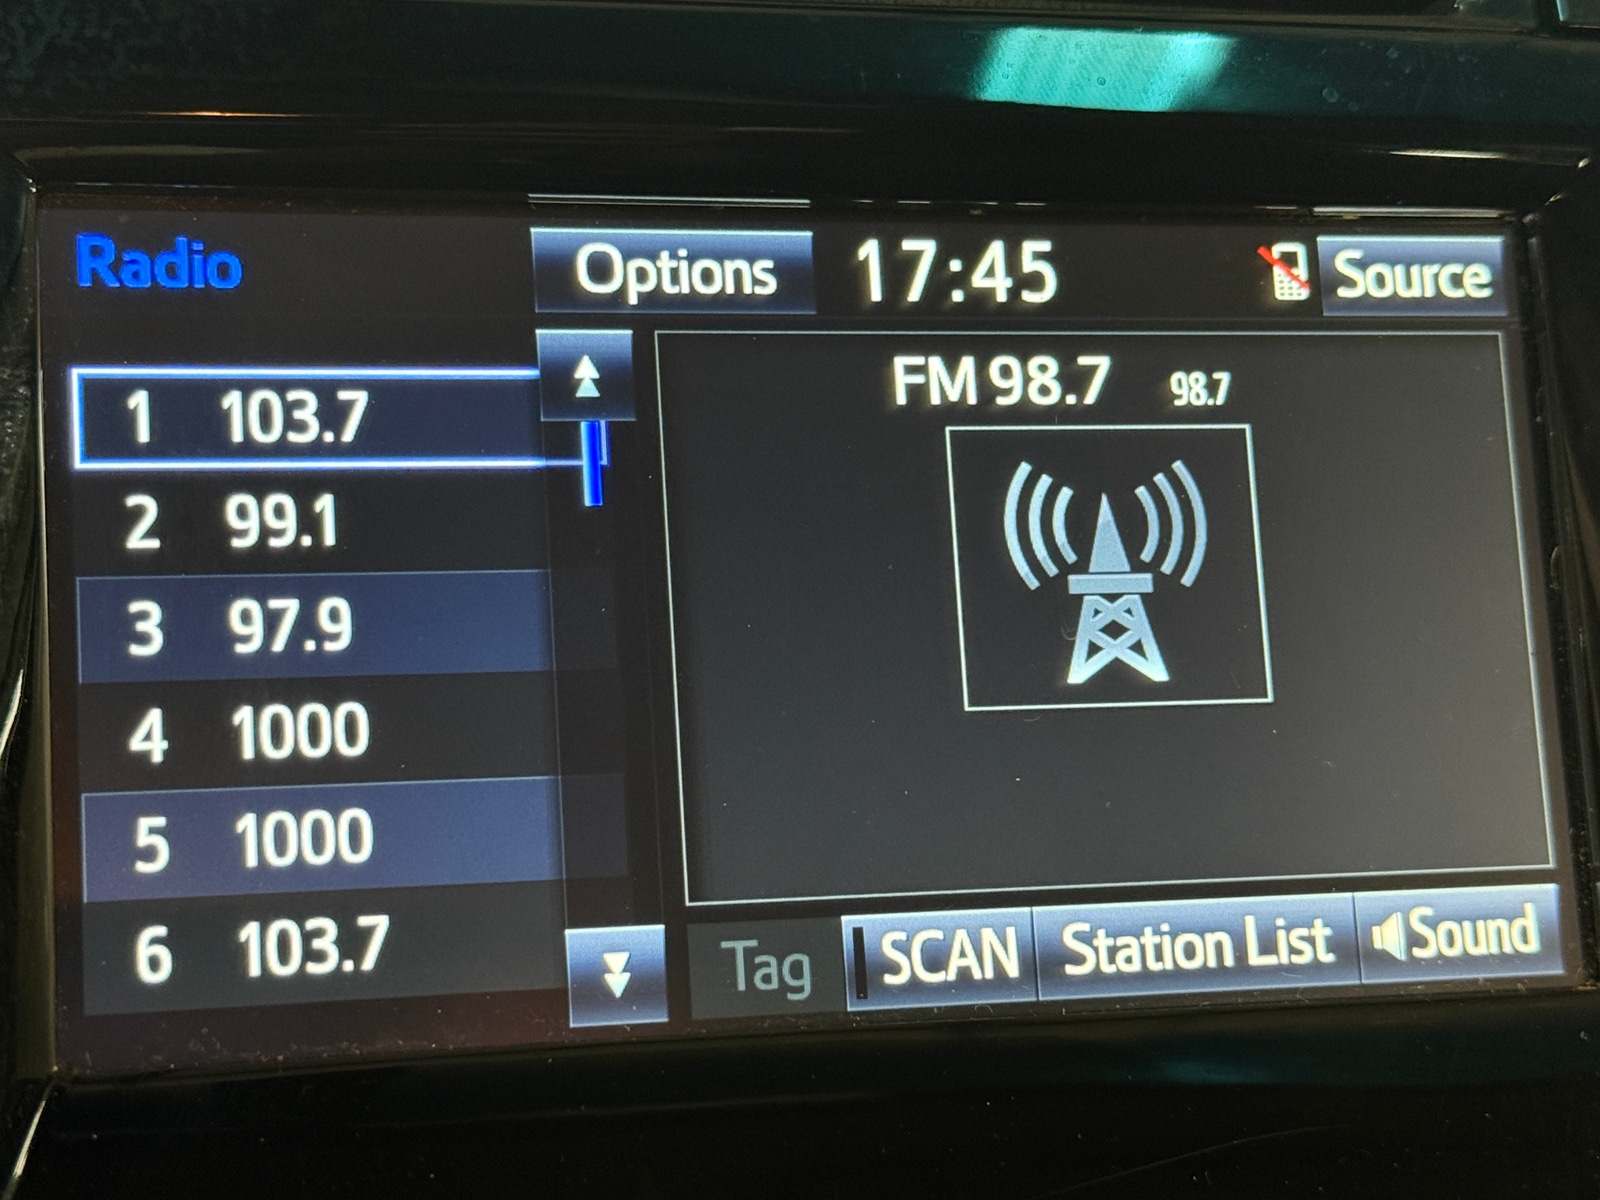 Radio
Options
17:45
Source
1 103.7
2 99.1
3 97.9
4 1000
5 1000
6 103.7
FM 98.7 98.7
Tag
SCAN
Station List
Sound